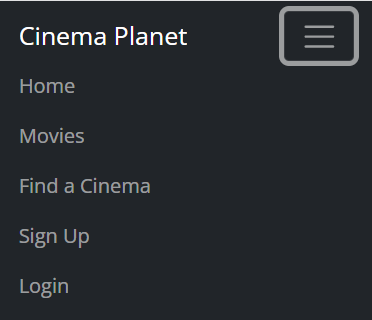 Cinema Planet
Home
Movies
Find a Cinema
Sign Up
Login